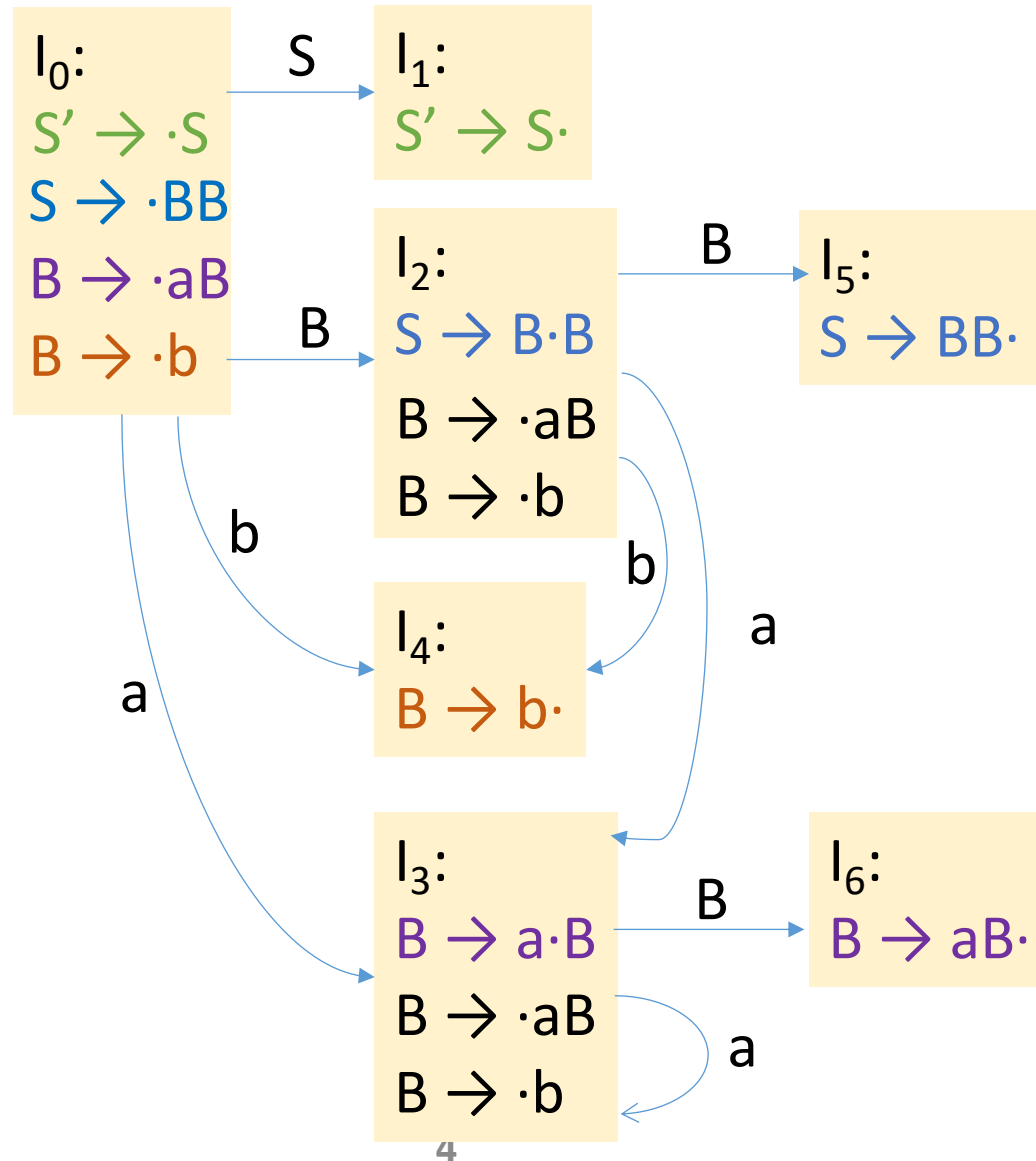 I₀:
S' → ·S
S → ·BB
B → ·aB
B → ·b
S
I₁:
S' → S·
B
I₂:
S → B·B
B → ·aB
B → ·b
B
I₅:
S → BB·
b
b
a
a
I₄:
B → b·
I₃:
B → a·B
B → ·aB
B → ·b
B
I₆:
B → aB·
a
4